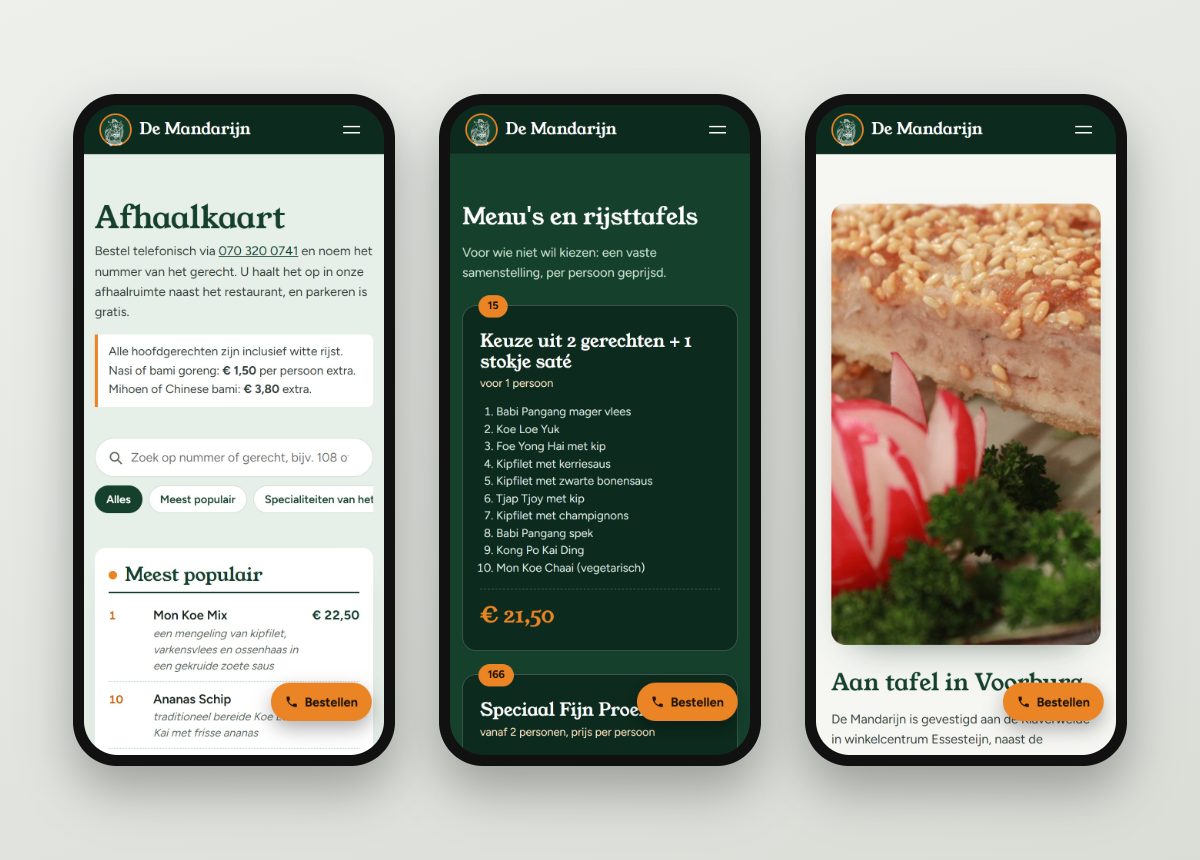 De Mandarijn
Afhaalkaart
Bestel telefonisch via 070 320 0741 en noem het
nummer van het gerecht. U haalt het op in onze
afhaalruimte naast het restaurant, en parkeren is
gratis.
Alle hoofdgerechten zijn inclusief witte rijst.
Nasi of bami goreng: € 1,50 per persoon extra.
Mihoen of Chinese bami: € 3,80 extra.
Zoek op nummer of gerecht, bijv. 108 o
Alles
Meest populair
Specialiteiten van het
Meest populair
1 Mon Koe Mix € 22,50
een mengeling van kipfilet,
varkensvlees en ossenhaas in
een gekruide zoete saus
10 Ananas Schip
traditioneel bereide Koe
Kai met frisse ananas
Bestellen
De Mandarijn
Menu's en rijsttafels
Voor wie niet wil kiezen: een vaste
samenstelling, per persoon geprijsd.
15
Keuze uit 2 gerechten + 1
stokje saté
voor 1 persoon
1. Babi Pangang mager vlees
2. Koe Loe Yuk
3. Foe Yong Hai met kip
4. Kipfilet met kerriesaus
5. Kipfilet met zwarte bonensaus
6. Tjap Tjoy met kip
7. Kipfilet met champignons
8. Babi Pangang spek
9. Kong Po Kai Ding
10. Mon Koe Chaai (vegetarisch)
€ 21,50
166
Speciaal Fijn Proe
vanaf 2 personen, prijs per persoon
Bestellen
De Mandarijn
Aan tafel in Voorburg
De Mandarijn is gevestigd aan de
in winkelcentrum Essesteijn, naast de
Bestellen